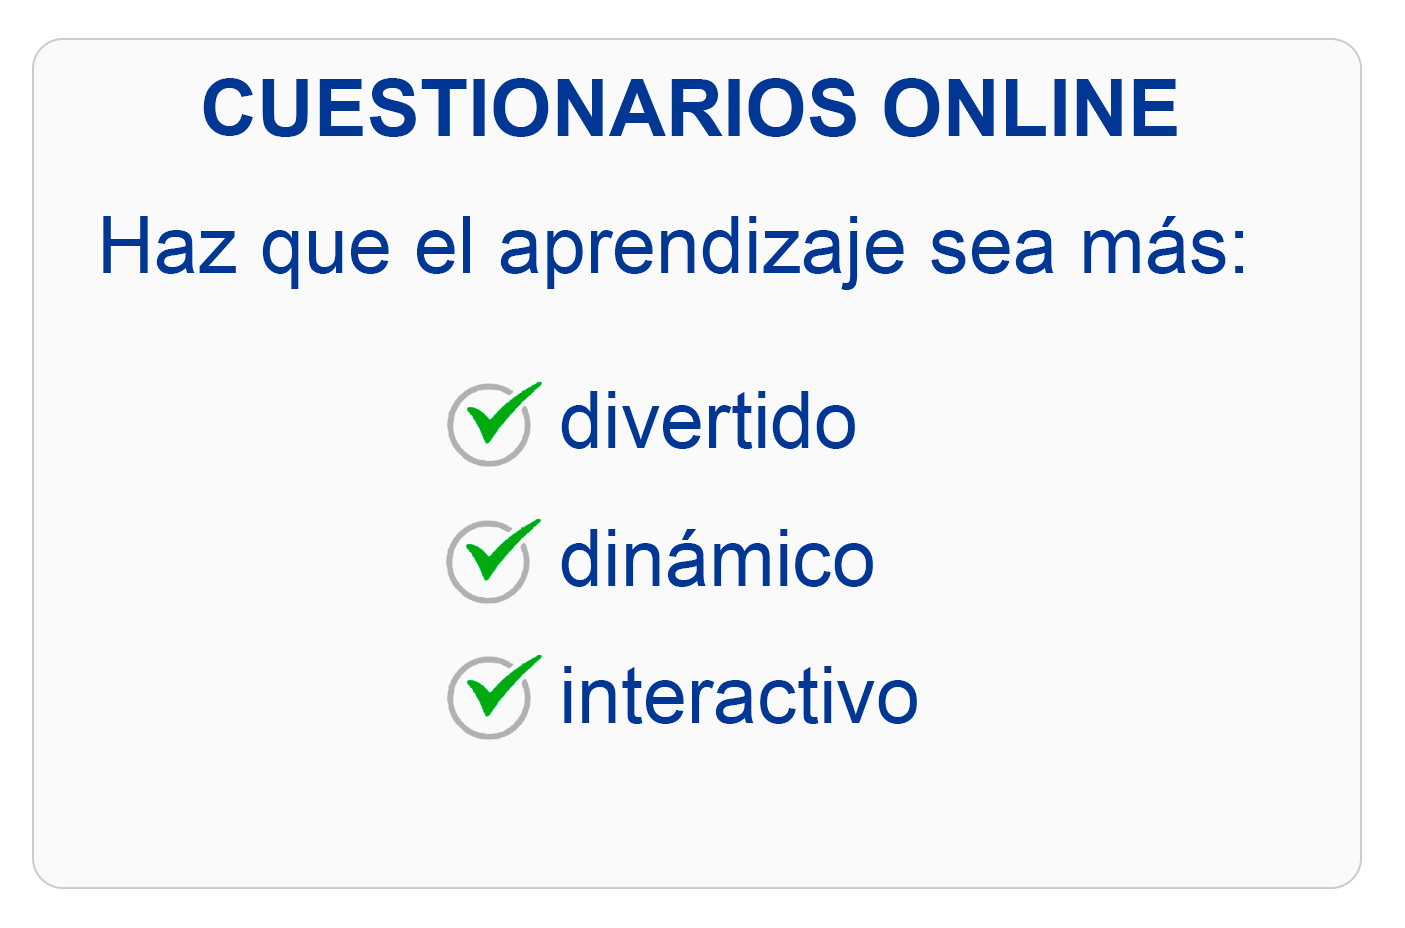 CUESTIONARIOS ONLINE
Haz que el aprendizaje sea más:
divertido
dinámico
interactivo